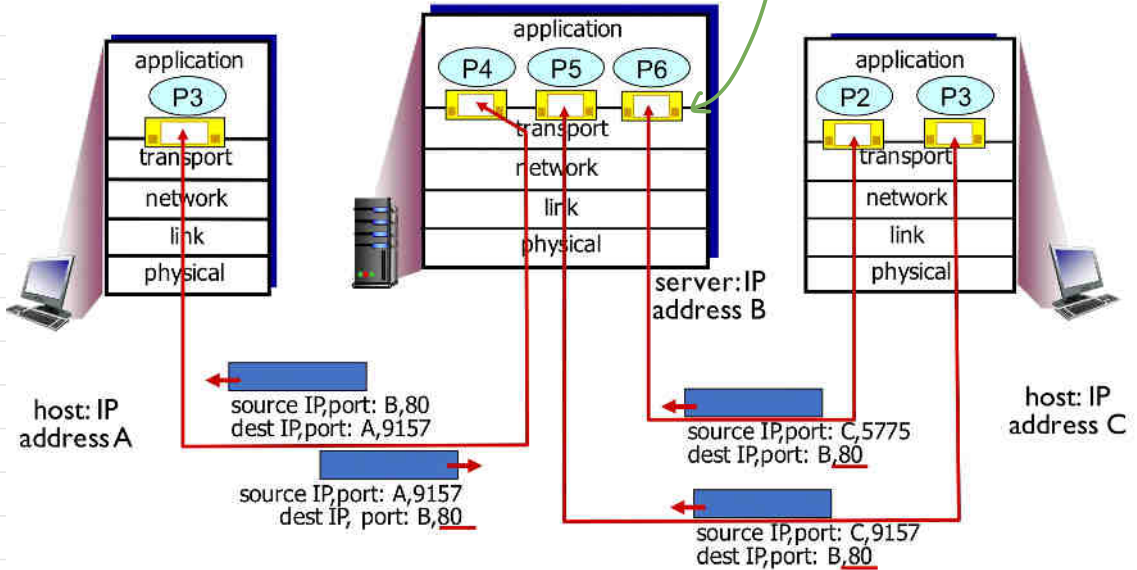 application
P3
transport
network
link
physical
host: IP
address A
application
P4 P5 P6
transport
network
link
physical
server: IP
address B
application
P2 P3
transport
network
link
physical
host: IP
address C
source IP,port: B,80
dest IP,port: A,9157
source IP,port: A,9157
dest IP, port: B,80
source IP,port: C,5775
dest IP,port: B,80
source IP,port: C,9157
dest IP,port: B,80